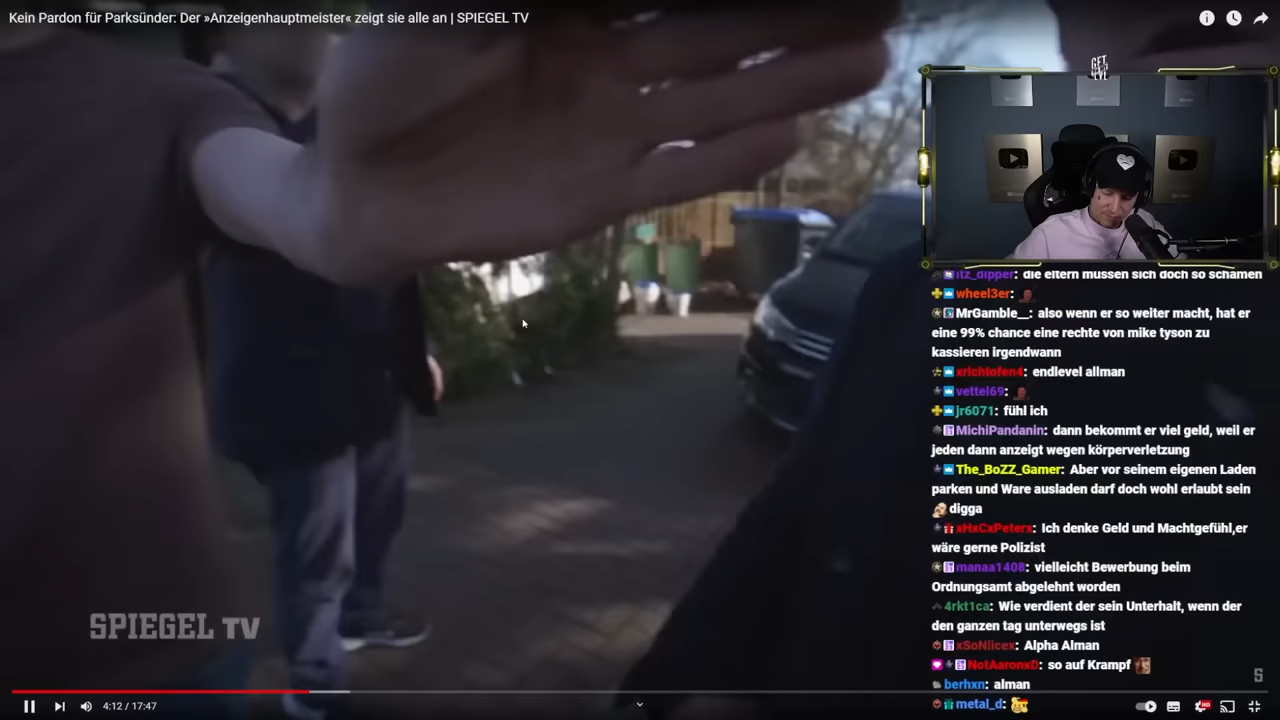 Kein Pardon für Parksünder: Der »Anzeigenhauptmeister« zeigt sie alle an | SPIEGEL TV
GET
itz_dipper: die eltern müssen sich doch so schämen
wheel3er:
MrGamble__: also wenn er so weiter macht, hat er
eine 99% chance eine rechte von mike tyson zu
kassieren irgendwann
xrichtofen4: endlevel allman
vettel69:
jr6071: fühl ich
MichiPandanin: dann bekommt er viel geld, weil er
jeden dann anzeigt wegen körperverletzung
The_BoZZ_Gamer: Aber vor seinem eigenen Laden
parken und Ware ausladen darf doch wohl erlaubt sein
digga
xHxCxPeterx: Ich denke Geld und Machtgefühl,er
wäre gerne Polizist
manaa1408: vielleicht Bewerbung beim
Ordnungsamt abgelehnt worden
4rkt1ca: Wie verdient der sein Unterhalt, wenn der
den ganzen tag unterwegs ist
xSoNiicex: Alpha Alman
NotAaronxD: so auf Krampf
berhxn: alman
metal_d:
SPIEGEL TV
S
4:12 / 17:47
HD